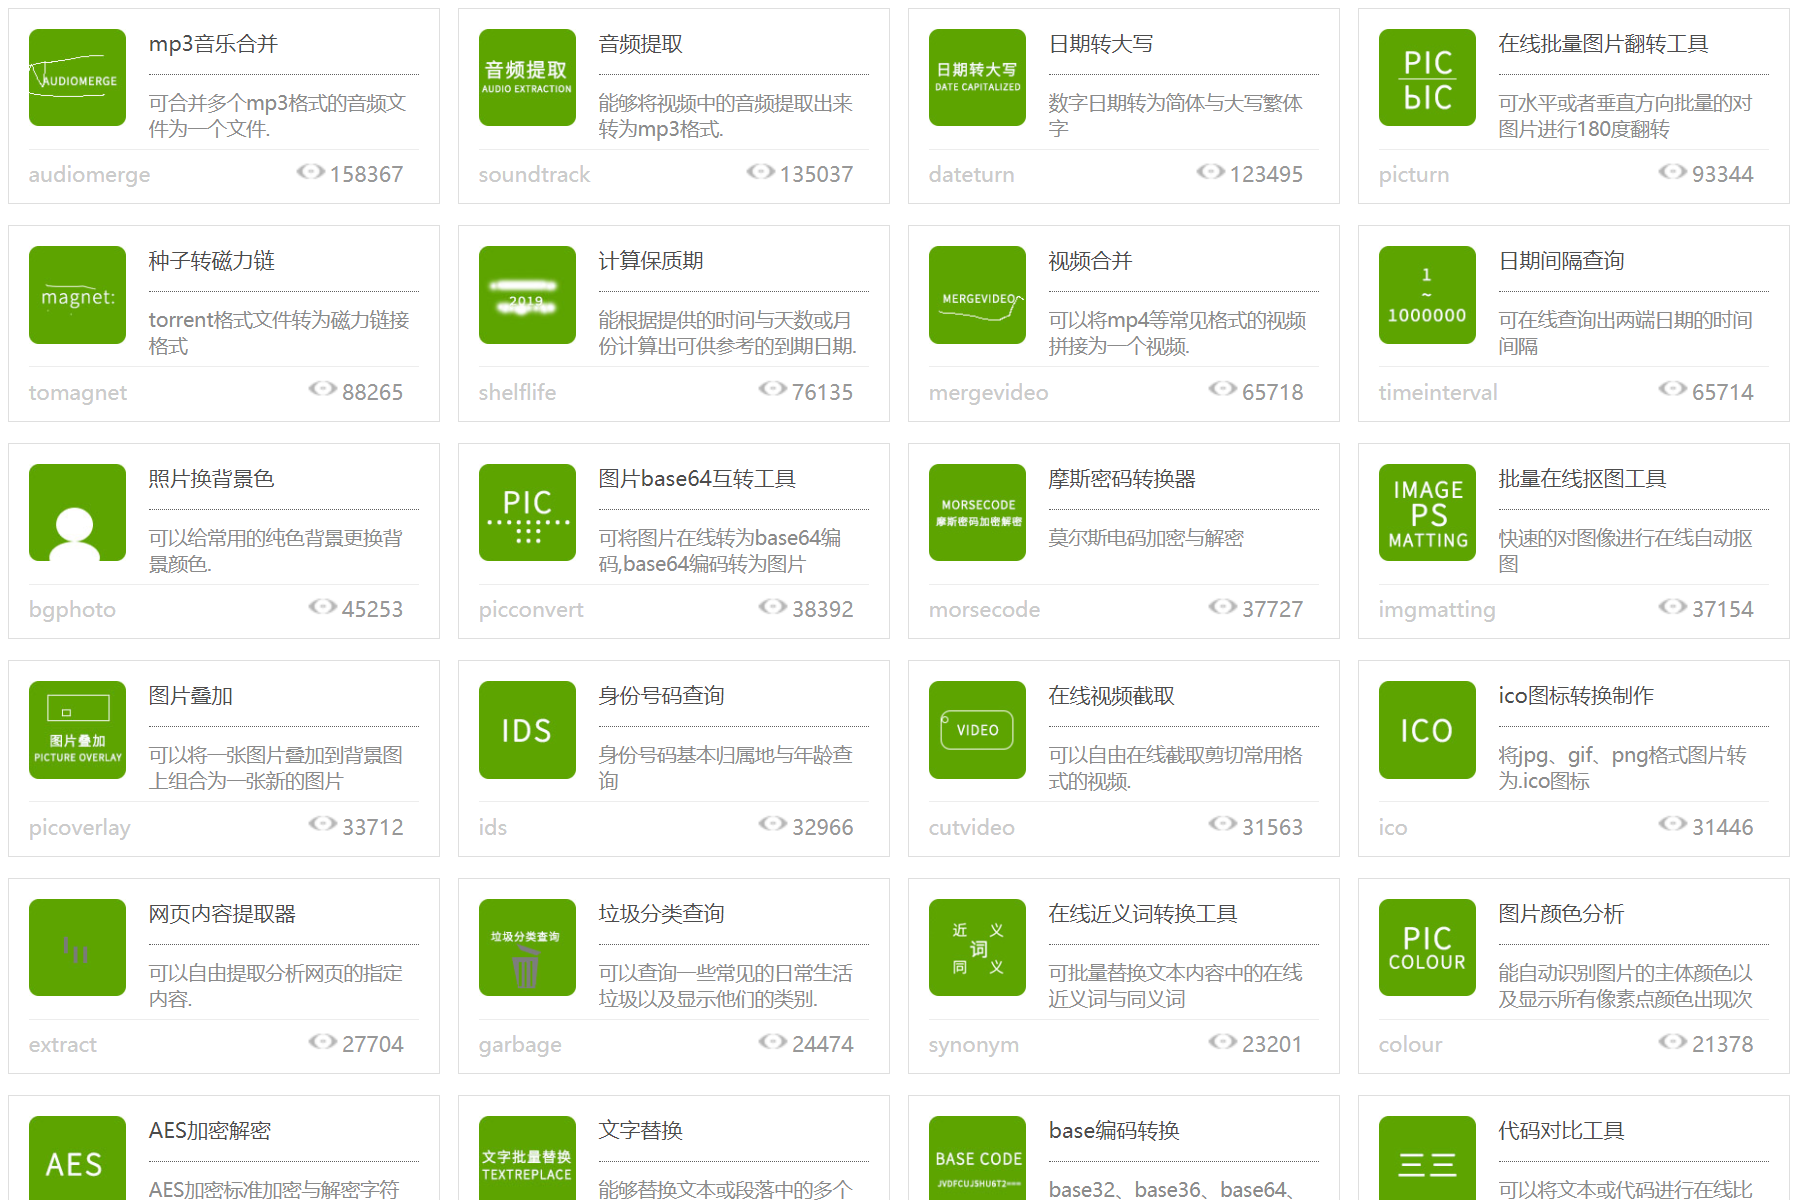 AUDIOMERGE
mp3音乐合并
可合并多个mp3格式的音频文
件为一个文件.
audiomerge
158367
音频提取
AUDIO EXTRACTION
音频提取
能够将视频中的音频提取出来
转为mp3格式.
soundtrack
135037
日期转大写
DATE CAPITALIZED
日期转大写
数字日期转为简体与大写繁体
字
dateturn
123495
PIC
PIC
在线批量图片翻转工具
可水平或者垂直方向批量的对
图片进行180度翻转
picturn
93344
magnet:
种子转磁力链
torrent格式文件转为磁力链接
格式
tomagnet
88265
2019
计算保质期
能根据提供的时间与天数或月
份计算出可供参考的到期日期.
shelflife
76135
MERGEVIDEO
视频合并
可以将mp4等常见格式的视频
拼接为一个视频.
mergevideo
65718
1
~
1000000
日期间隔查询
可在线查询出两端日期的时间
间隔
timeinterval
65714
照片换背景色
可以给常用的纯色背景更换背
景颜色.
bgphoto
45253
PIC
图片base64互转工具
可将图片在线转为base64编
码,base64编码转为图片
picconvert
38392
MORSECODE
摩斯密码加密解密
摩斯密码转换器
莫尔斯电码加密与解密
morsecode
37727
IMAGE
PS
MATTING
批量在线抠图工具
快速的对图像进行在线自动抠
图
imgmatting
37154
图片叠加
PICTURE OVERLAY
图片叠加
可以将一张图片叠加到背景图
上组合为一张新的图片
picoverlay
33712
IDS
身份号码查询
身份号码基本归属地与年龄查
询
ids
32966
VIDEO
在线视频截取
可以自由在线截取剪切常用格
式的视频.
cutvideo
31563
ICO
ico图标转换制作
将jpg、gif、png格式图片转
为.ico图标
ico
31446
网页内容提取器
可以自由提取分析网页的指定
内容.
extract
27704
垃圾分类查询
垃圾分类查询
可以查询一些常见的日常生活
垃圾以及显示他们的类别.
garbage
24474
近 义
词
同 义
在线近义词转换工具
可批量替换文本内容中的在线
近义词与同义词
synonym
23201
PIC
COLOUR
图片颜色分析
能自动识别图片的主体颜色以
及显示所有像素点颜色出现次
colour
21378
AES
AES加密解密
AES加密标准加密与解密字符
文字批量替换
TEXTREPLACE
文字替换
能够替换文本或段落中的多个
BASE CODE
JVDFCUJSHU6T2===
base编码转换
base32、base36、base64、
三三
代码对比工具
可以将文本或代码进行在线比